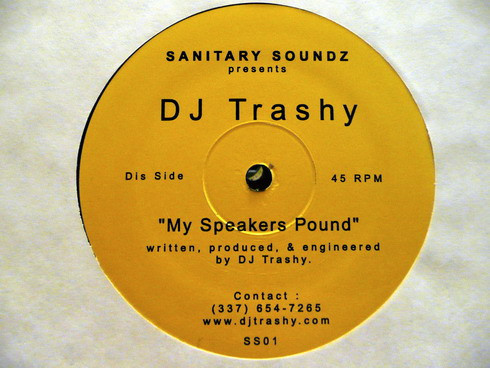 SANITARY SOUNDZ
presents
DJ Trashy
Dis Side 45 RPM
"My Speakers Pound"
written, produced, & engineered
by DJ Trashy.
Contact :
(337) 654-7265
www.djtrashy.com
SS01